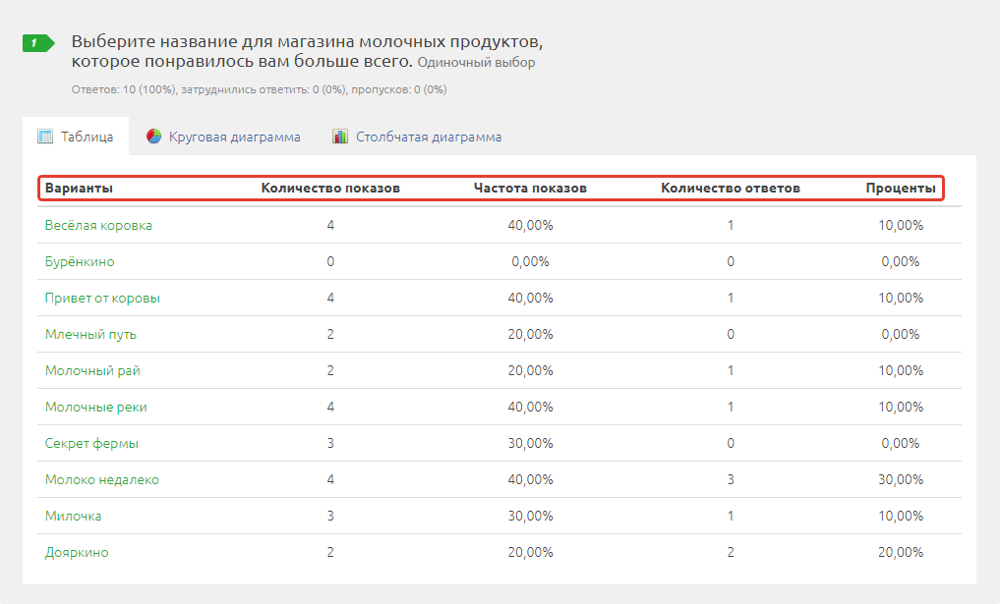 1
Выберите название для магазина молочных продуктов,
которое понравилось вам больше всего. Одиночный выбор
Ответов: 10 (100%), затруднились ответить: 0 (0%), пропусков: 0 (0%)
Таблица Круговая диаграмма Столбчатая диаграмма
Варианты Количество показов Частота показов Количество ответов Проценты
Весёлая коровка 4 40,00% 1 10,00%
Бурёнкино 0 0,00% 0 0,00%
Привет от коровы 4 40,00% 1 10,00%
Млечный путь 2 20,00% 0 0,00%
Молочный рай 2 20,00% 1 10,00%
Молочные реки 4 40,00% 1 10,00%
Секрет фермы 3 30,00% 0 0,00%
Молоко недалеко 4 40,00% 3 30,00%
Милочка 3 30,00% 1 10,00%
Дояркино 2 20,00% 2 20,00%